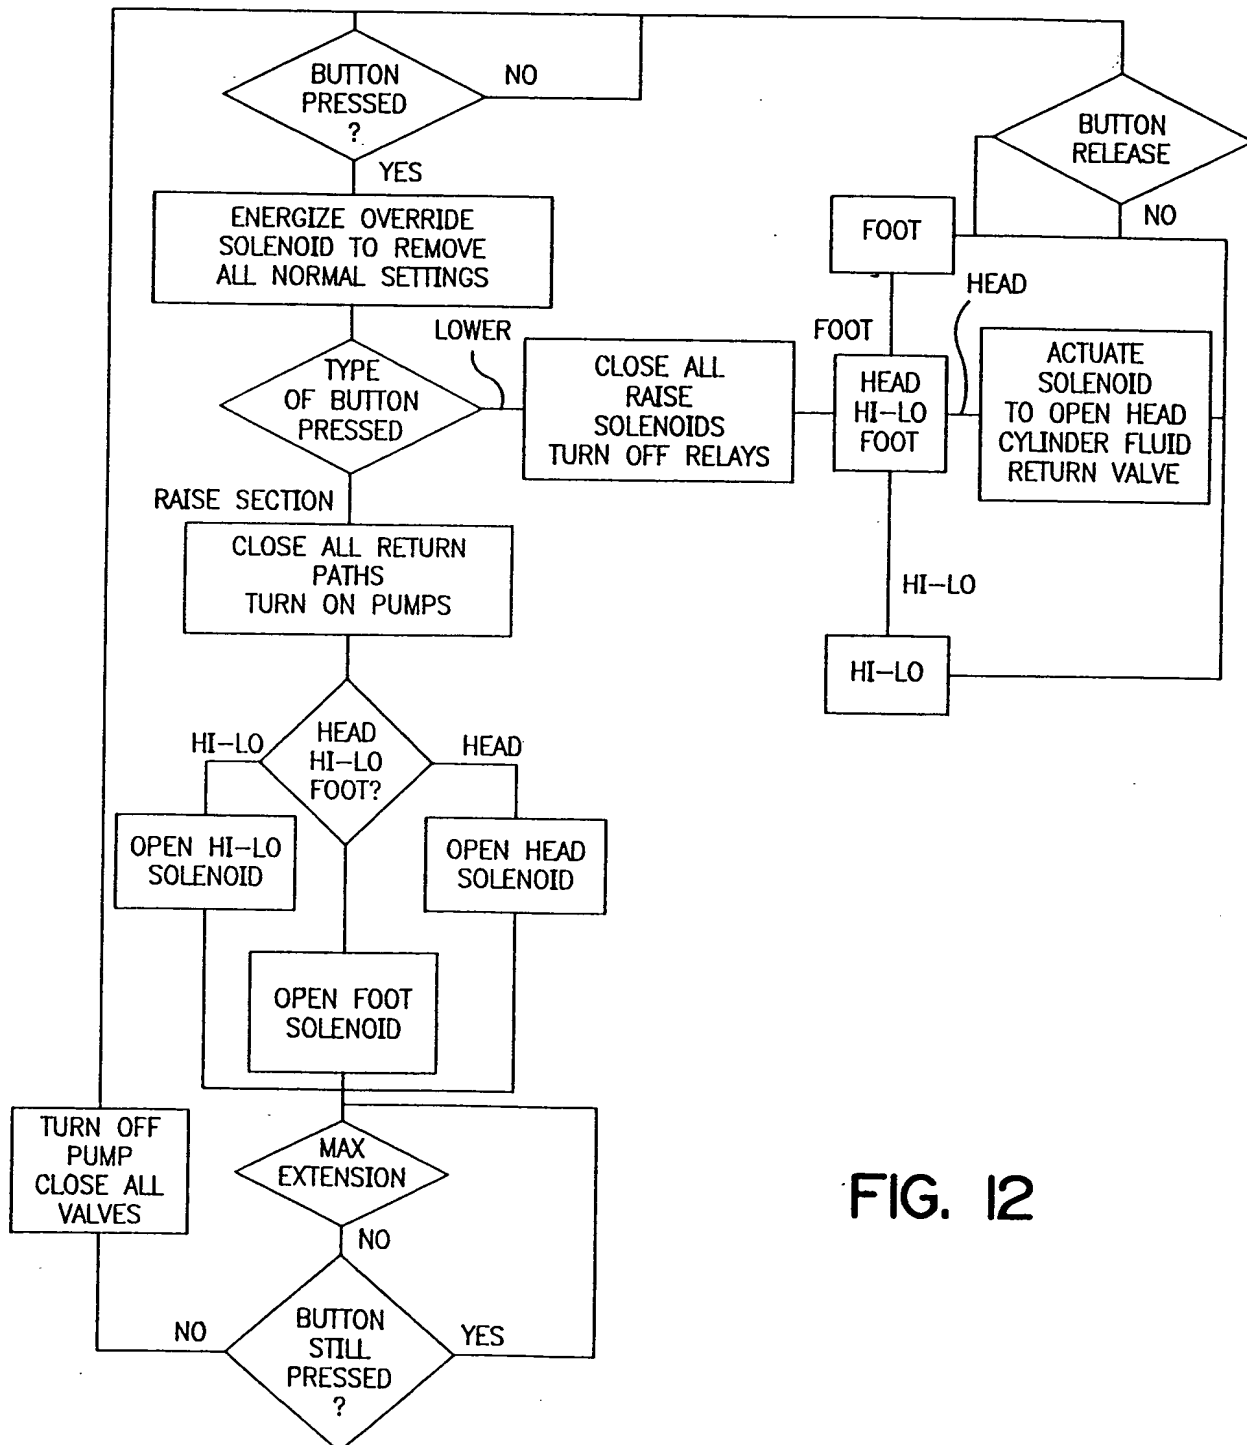 BUTTON
PRESSED
?
NO
YES
BUTTON
RELEASE
NO
ENERGIZE OVERRIDE
SOLENOID TO REMOVE
ALL NORMAL SETTINGS
FOOT
HEAD
LOWER
FOOT
TYPE
OF BUTTON
PRESSED
CLOSE ALL
RAISE
SOLENOIDS
TURN OFF RELAYS
HEAD
HI-LO
FOOT
ACTUATE
SOLENOID
TO OPEN HEAD
CYLINDER FLUID
RETURN VALVE
RAISE SECTION
CLOSE ALL RETURN
PATHS
TURN ON PUMPS
HI-LO
HI-LO
HI-LO
HEAD
HI-LO
FOOT?
HEAD
OPEN HI-LO
SOLENOID
OPEN HEAD
SOLENOID
OPEN FOOT
SOLENOID
TURN OFF
PUMP
CLOSE ALL
VALVES
MAX
EXTENSION
NO
NO
BUTTON
STILL
PRESSED
?
YES
FIG. 12